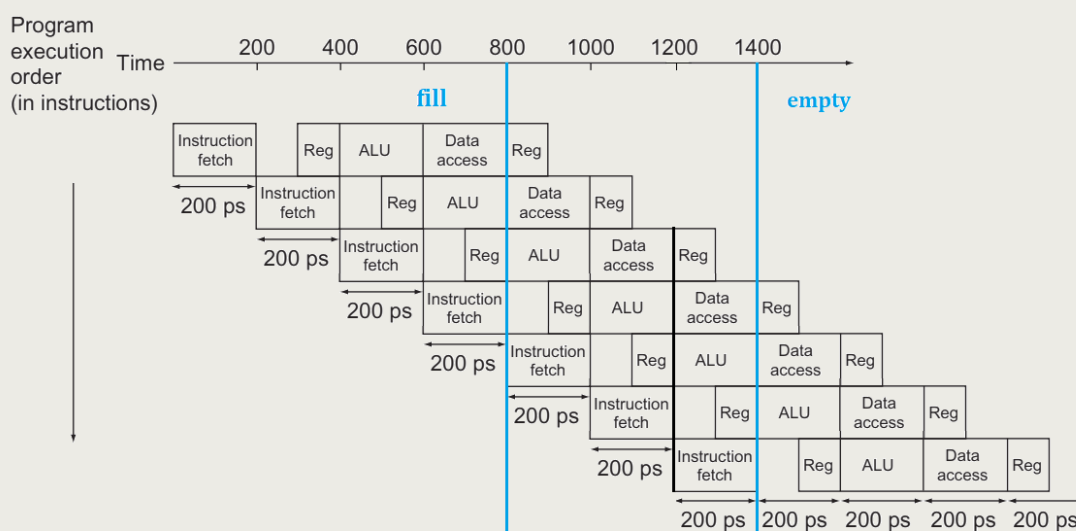 Program
execution
order
(in instructions)
Time
200 400 600 800 1000 1200 1400
fill
empty
Instruction
fetch
Reg
ALU
Data
access
Reg
200 ps
Instruction
fetch
Reg
ALU
Data
access
Reg
200 ps
Instruction
fetch
Reg
ALU
Data
access
Reg
200 ps
Instruction
fetch
Reg
ALU
Data
access
Reg
200 ps
Instruction
fetch
Reg
ALU
Data
access
Reg
200 ps
Instruction
fetch
Reg
ALU
Data
access
Reg
200 ps
Instruction
fetch
Reg
ALU
Data
access
Reg
200 ps 200 ps 200 ps 200 ps 200 ps